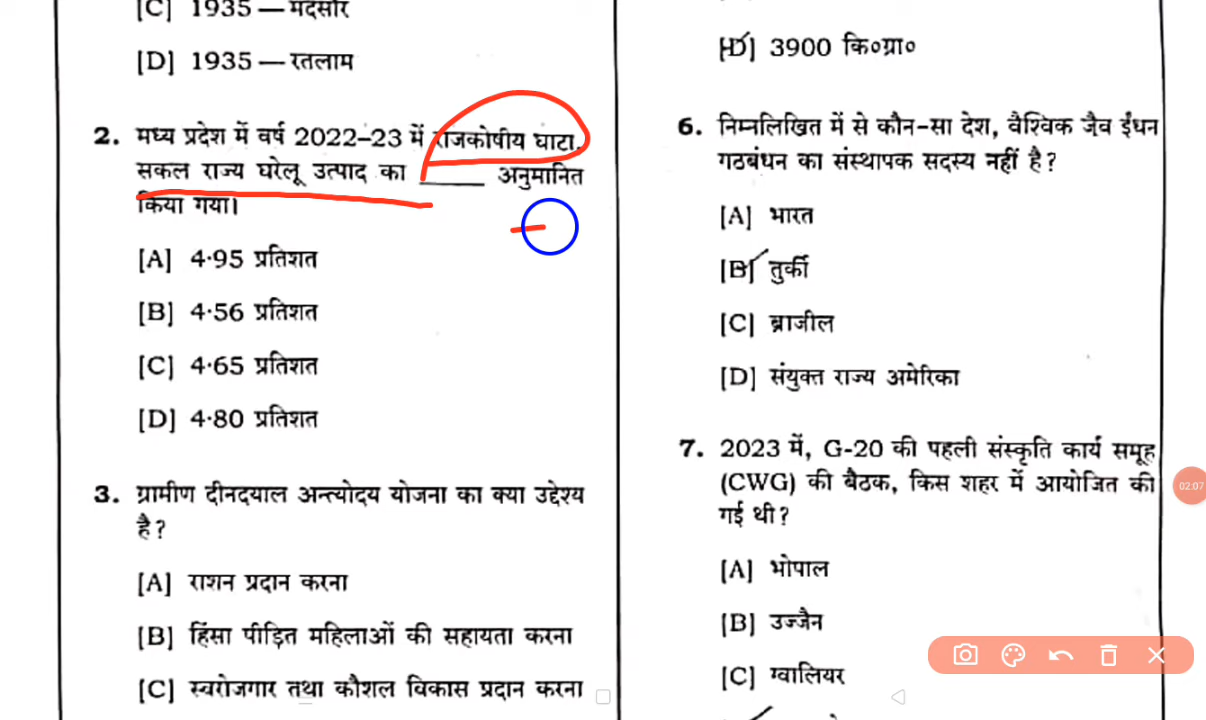 [C] 1935 — मंदसौर
[D] 1935 — रतलाम
2. मध्य प्रदेश में वर्ष 2022–23 में राजकोषीय घाटा,
सकल राज्य घरेलू उत्पाद का _____ अनुमानित
किया गया।
[A] 4·95 प्रतिशत
[B] 4·56 प्रतिशत
[C] 4·65 प्रतिशत
[D] 4·80 प्रतिशत
3. ग्रामीण दीनदयाल अन्त्योदय योजना का क्या उद्देश्य
है?
[A] राशन प्रदान करना
[B] हिंसा पीड़ित महिलाओं की सहायता करना
[C] स्वरोजगार तथा कौशल विकास प्रदान करना
[D] 3900 कि०ग्रा०
6. निम्नलिखित में से कौन-सा देश, वैश्विक जैव ईंधन
गठबंधन का संस्थापक सदस्य नहीं है?
[A] भारत
[B] तुर्की
[C] ब्राजील
[D] संयुक्त राज्य अमेरिका
7. 2023 में, G-20 की पहली संस्कृति कार्य समूह
(CWG) की बैठक, किस शहर में आयोजित की
गई थी?
[A] भोपाल
[B] उज्जैन
[C] ग्वालियर
02:07